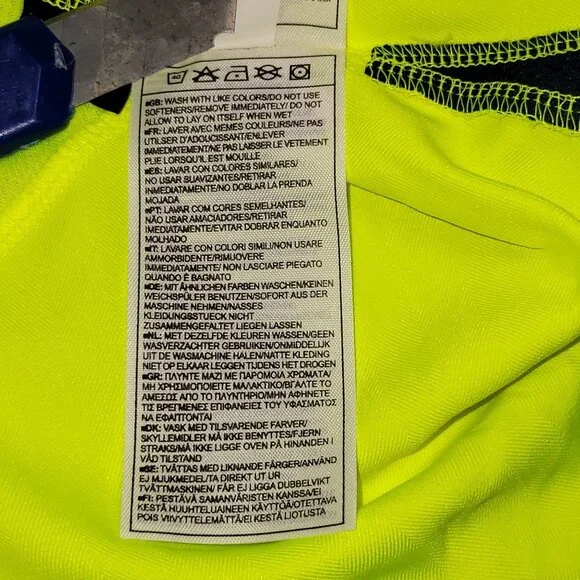 40
GB: WASH WITH LIKE COLORS/DO NOT USE
SOFTENERS/REMOVE IMMEDIATELY/ DO NOT
ALLOW TO LAY ON ITSELF WHEN WET
FR: LAVER AVEC MEMES COULEURS/NE PAS
UTILISER D'ADOUCISSANT/ENLEVER
IMMEDIATEMENT/NE PAS LAISSER LE VETEMENT
PLIE LORSQU'IL EST MOUILLE
ES: LAVAR CON COLORES SIMILARES/
NO USAR SUAVIZANTES/RETIRAR
INMEDIATAMENTE/NO DOBLAR LA PRENDA
MOJADA
PT: LAVAR COM CORES SEMELHANTES/
NÃO USAR AMACIADORES/RETIRAR
IMEDIATAMENTE/EVITAR DOBRAR ENQUANTO
MOLHADO
IT: LAVARE CON COLORI SIMILI/NON USARE
AMMORBIDENTE/RIMUOVERE
IMMEDIATAMENTE/ NON LASCIARE PIEGATO
QUANDO È BAGNATO
DE: MIT ÄHNLICHEN FARBEN WASCHEN/KEINEN
WEICHSPÜLER BENUTZEN/SOFORT AUS DER
MASCHINE NEHMEN/NASSES
KLEIDUNGSSTUECK NICHT
ZUSAMMENGEFALTET LIEGEN LASSEN
NL: MET DEZELFDE KLEUREN WASSEN/GEEN
WASVERZACHTER GEBRUIKEN/ONMIDDELLIJK
UIT DE WASMACHINE HALEN/NATTE KLEDING
NIET OP ELKAAR LEGGEN TIJDENS HET DROGEN
GR: ΠΛΥΝΤΕ ΜΑΖΙ ΜΕ ΠΑΡΟΜΟΙΑ ΧΡΩΜΑΤΑ/
ΜΗ ΧΡΗΣΙΜΟΠΟΙΕΙΤΕ ΜΑΛΑΚΤΙΚΟ/ΒΓΑΛΤΕ ΤΟ
ΑΜΕΣΩΣ ΑΠΟ ΤΟ ΠΛΥΝΤΗΡΙΟ/ΜΗΝ ΑΦΗΝΕΤΕ
ΤΙΣ ΒΡΕΓΜΕΝΕΣ ΕΠΙΦΑΝΕΙΕΣ ΤΟΥ ΥΦΑΣΜΑΤΟΣ
ΝΑ ΕΦΑΠΤΟΝΤΑΙ
DK: VASK MED TILSVARENDE FARVER/
SKYLLEMIDLER MÅ IKKE BENYTTES/FJERN
STRAKS/MÅ IKKE LIGGE OVEN PÅ HINANDEN I
VÅD TILSTAND
SE: TVÄTTAS MED LIKNANDE FÄRGER/ANVÄND
EJ MJUKMEDEL/TA DIREKT UT UR
TVÄTTMASKINEN/ FÅR EJ LIGGA DUBBELVIKT
FI: PESTÄVÄ SAMANVÄRISTEN KANSSA/EI
KESTÄ HUUHTELUAINEEN KÄYTTÖÄ/OTETTAVA
POIS VIIVYTTELEMÄTTÄ/EI KESTÄ LIOTUSTA